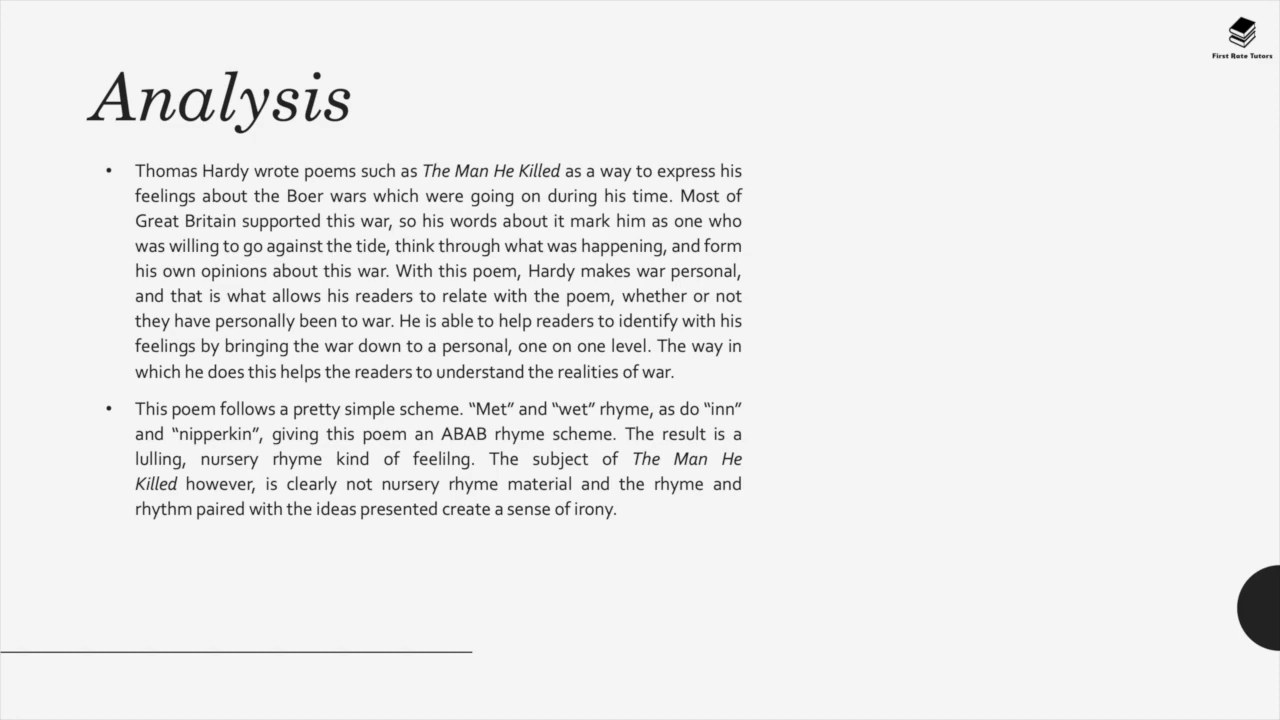 First Rate Tutors
Analysis
• Thomas Hardy wrote poems such as The Man He Killed as a way to express his
feelings about the Boer wars which were going on during his time. Most of
Great Britain supported this war, so his words about it mark him as one who
was willing to go against the tide, think through what was happening, and form
his own opinions about this war. With this poem, Hardy makes war personal,
and that is what allows his readers to relate with the poem, whether or not
they have personally been to war. He is able to help readers to identify with his
feelings by bringing the war down to a personal, one on one level. The way in
which he does this helps the readers to understand the realities of war.
• This poem follows a pretty simple scheme. “Met” and “wet” rhyme, as do “inn”
and “nipperkin”, giving this poem an ABAB rhyme scheme. The result is a
lulling, nursery rhyme kind of feelilng. The subject of The Man He
Killed however, is clearly not nursery rhyme material and the rhyme and
rhythm paired with the ideas presented create a sense of irony.